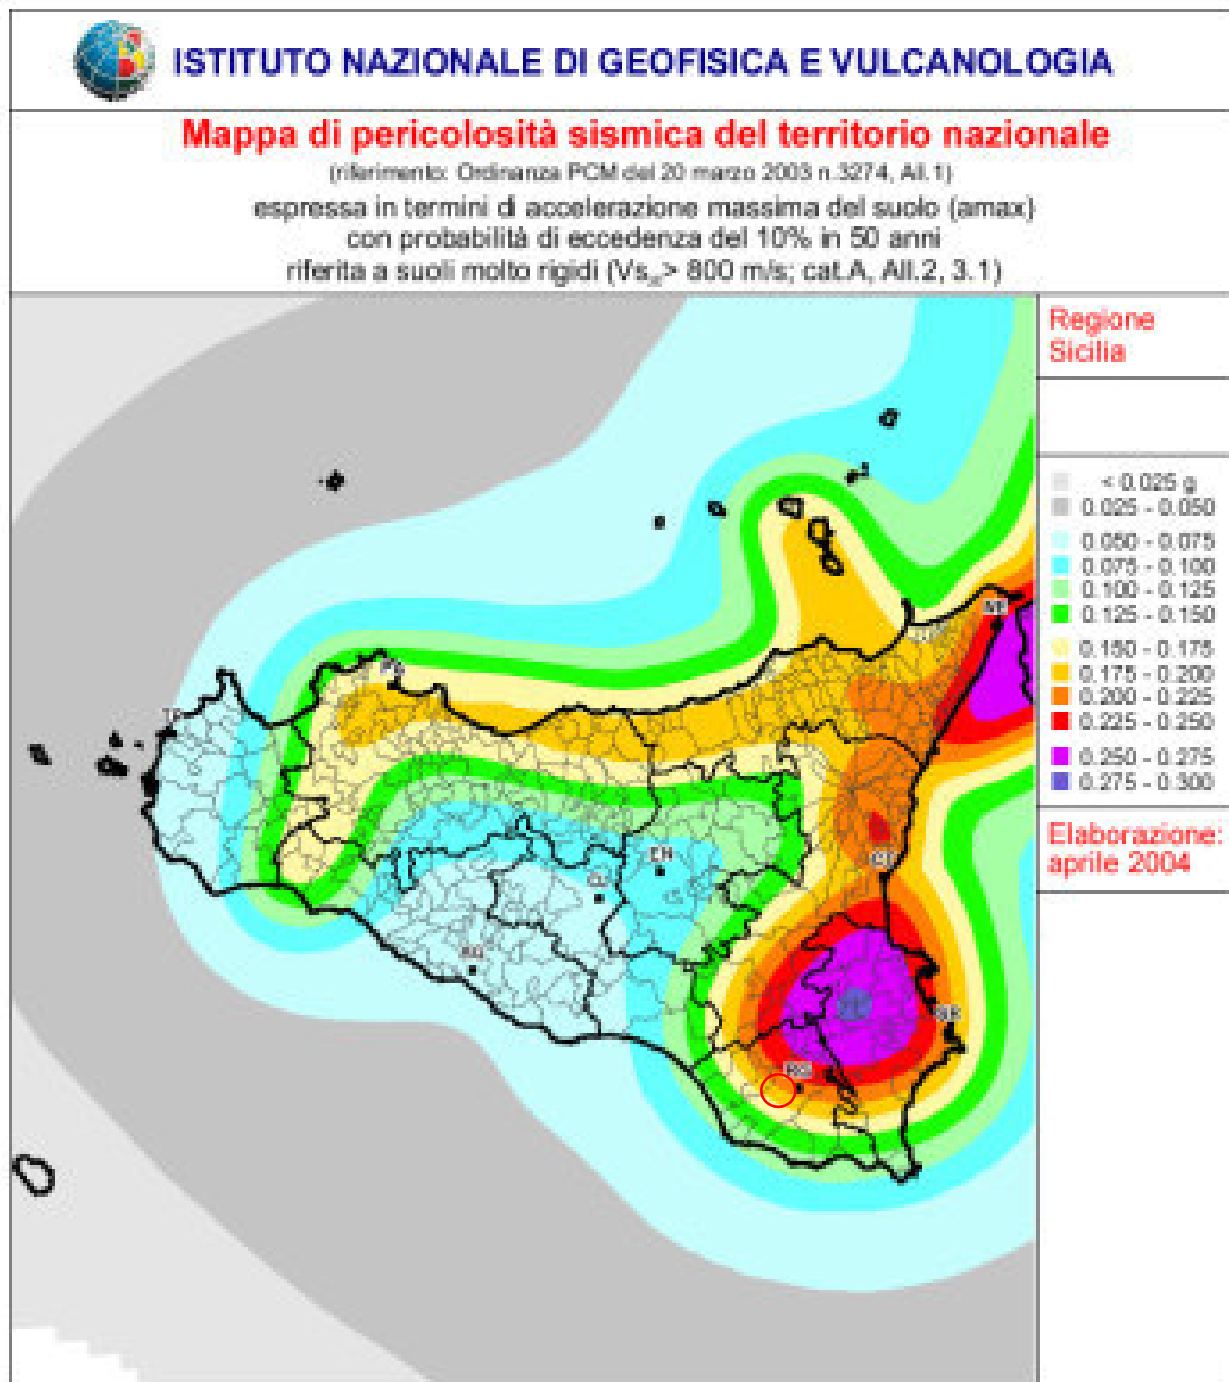 ISTITUTO NAZIONALE DI GEOFISICA E VULCANOLOGIA
Mappa di pericolosità sismica del territorio nazionale
(riferimento: Ordinanza PCM del 20 marzo 2003 n.3274, All.1)
espressa in termini di accelerazione massima del suolo (amax)
con probabilità di eccedenza del 10% in 50 anni
riferita a suoli molto rigidi (Vs₃₀> 800 m/s; cat.A, All.2, 3.1)
Regione
Sicilia
< 0.025 g
0.025 - 0.050
0.050 - 0.075
0.075 - 0.100
0.100 - 0.125
0.125 - 0.150
0.150 - 0.175
0.175 - 0.200
0.200 - 0.225
0.225 - 0.250
0.250 - 0.275
0.275 - 0.300
Elaborazione:
aprile 2004
ME
PA
TP
EN
CT
CL
AG
SR
RG